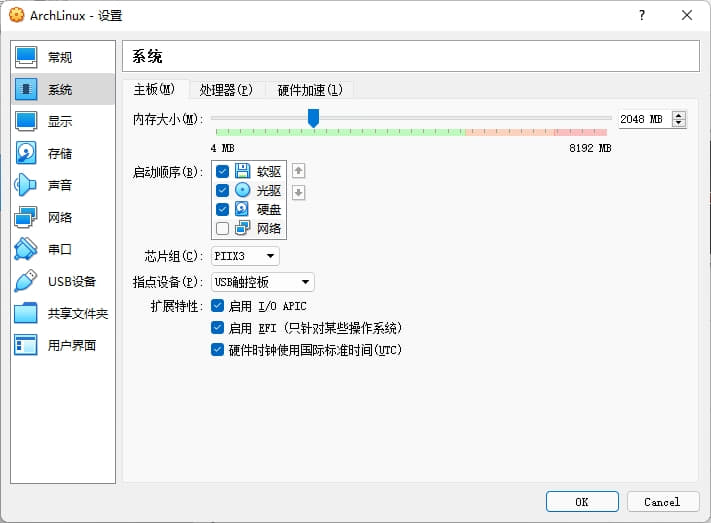 ArchLinux - 设置
?
常规
系统
显示
存储
声音
网络
串口
USB设备
共享文件夹
用户界面
系统
主板(M) 处理器(P) 硬件加速(l)
内存大小(M): 2048 MB
4 MB 8192 MB
启动顺序(B): 软驱
光驱
硬盘
网络
芯片组(C): PIIX3
指点设备(P): USB触控板
扩展特性: 启用 I/O APIC
启用 EFI (只针对某些操作系统)
硬件时钟使用国际标准时间(UTC)
OK Cancel